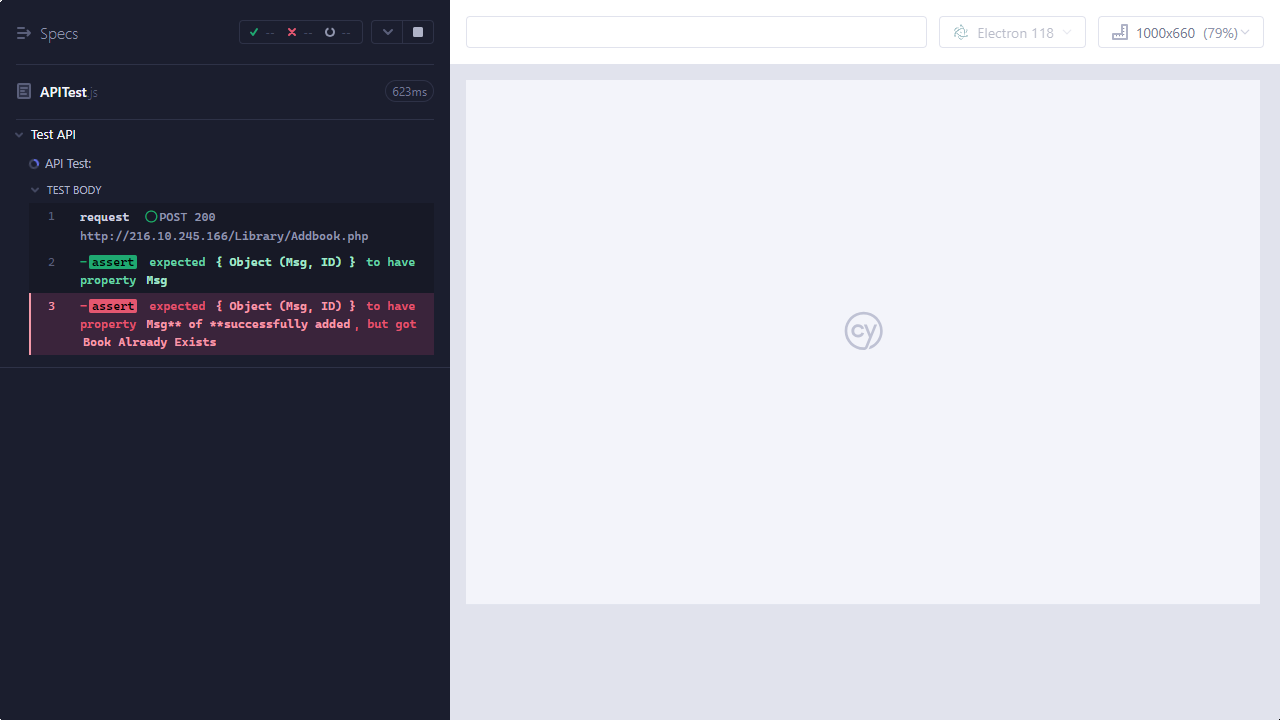 Specs
-- -- --
Electron 118
1000x660 (79%)
APITest.js
623ms
Test API
API Test:
TEST BODY
1 request POST 200
http://216.10.245.166/Library/Addbook.php
2 -assert expected { Object (Msg, ID) } to have
property Msg
3 -assert expected { Object (Msg, ID) } to have
property Msg** of **successfully added, but got
Book Already Exists
cy